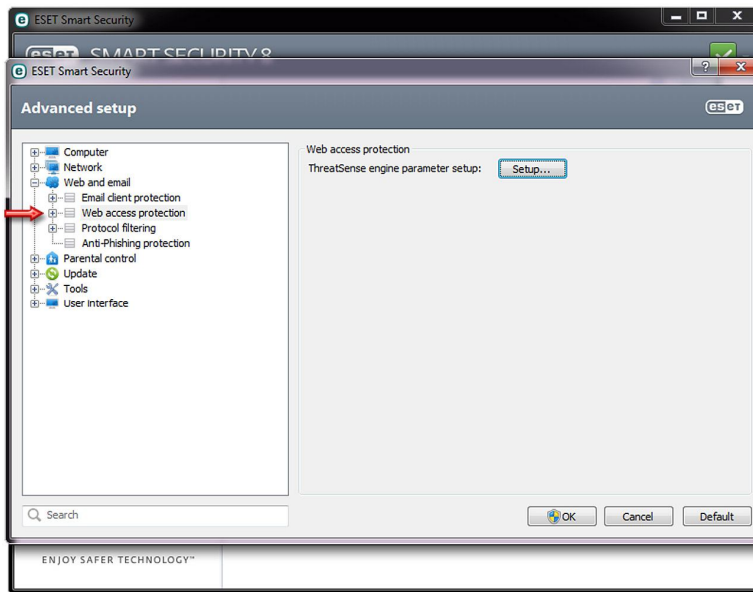 ESET Smart Security
eset SMART SECURITY 8
ESET Smart Security
Advanced setup
eset
Computer
Network
Web and email
Email client protection
Web access protection
Protocol filtering
Anti-Phishing protection
Parental control
Update
Tools
User interface
Web access protection
ThreatSense engine parameter setup:
Setup...
Search
OK
Cancel
Default
ENJOY SAFER TECHNOLOGY™